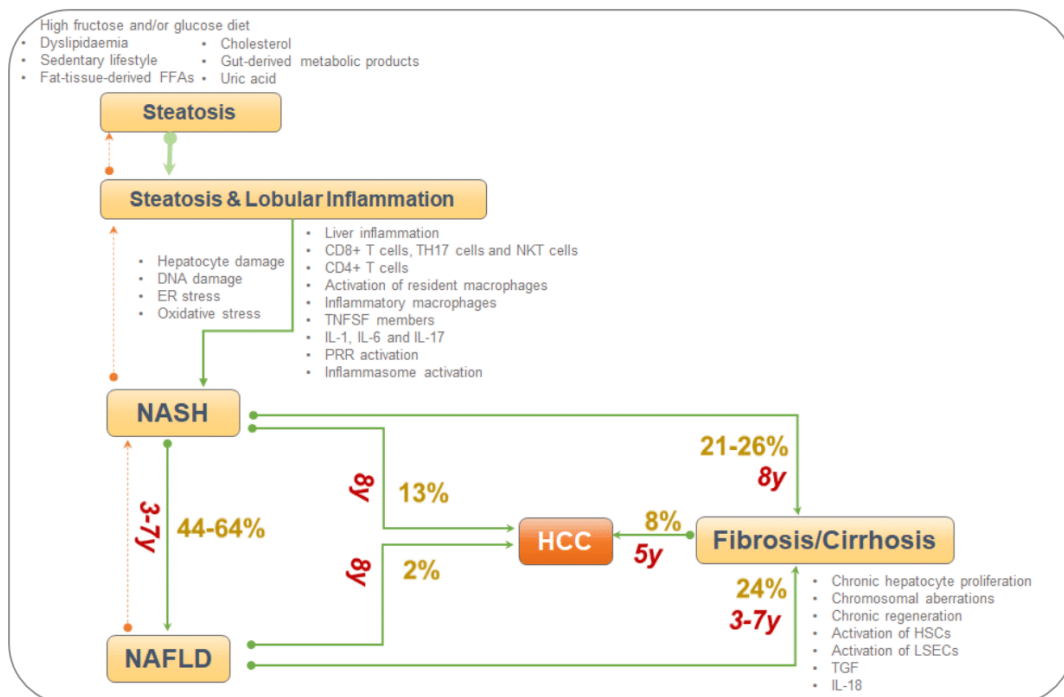 High fructose and/or glucose diet
• Dyslipidaemia
• Sedentary lifestyle
• Fat-tissue-derived FFAs
• Cholesterol
• Gut-derived metabolic products
• Uric acid
Steatosis
Steatosis & Lobular Inflammation
• Hepatocyte damage
• DNA damage
• ER stress
• Oxidative stress
• Liver inflammation
• CD8+ T cells, TH17 cells and NKT cells
• CD4+ T cells
• Activation of resident macrophages
• Inflammatory macrophages
• TNFSF members
• IL-1, IL-6 and IL-17
• PRR activation
• Inflammasome activation
NASH
21-26%
8y
8y
13%
3-7y
44-64%
HCC
8%
5y
Fibrosis/Cirrhosis
8y
2%
24%
3-7y
NAFLD
• Chronic hepatocyte proliferation
• Chromosomal aberrations
• Chronic regeneration
• Activation of HSCs
• Activation of LSECs
• TGF
• IL-18